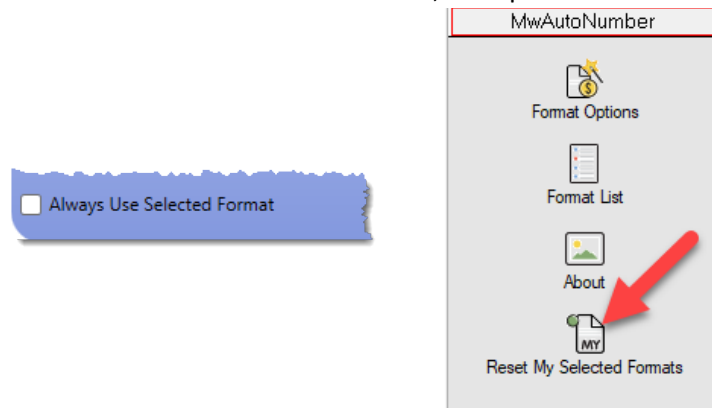 MwAutoNumber
Format Options
Format List
Always Use Selected Format
About
MY
Reset My Selected Formats